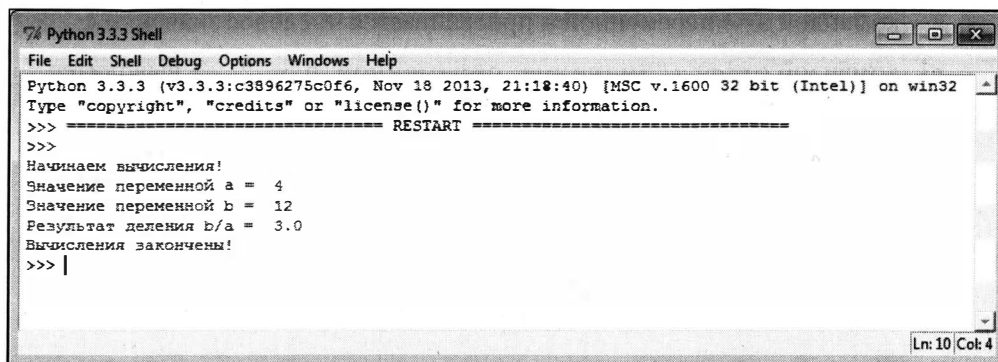 Python 3.3.3 Shell
File Edit Shell Debug Options Windows Help
Python 3.3.3 (v3.3.3:c3896275c0f6, Nov 18 2013, 21:18:40) [MSC v.1600 32 bit (Intel)] on win32
Type "copyright", "credits" or "license()" for more information.
>>> ================================ RESTART ================================
>>>
Начинаем вычисления!
Значение переменной a = 4
Значение переменной b = 12
Результат деления b/a = 3.0
Вычисления закончены!
>>>
Ln: 10 Col: 4